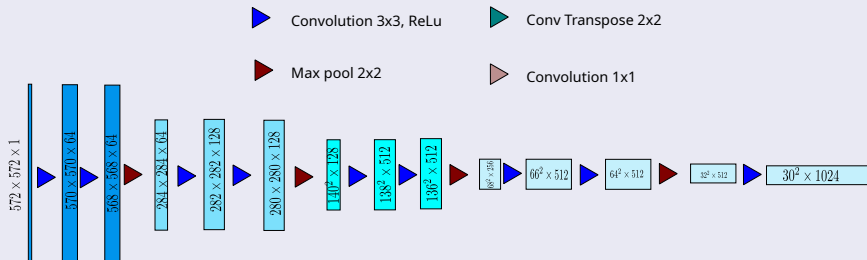 Convolution 3x3, ReLu
Conv Transpose 2x2
Max pool 2x2
Convolution 1x1
572 × 572 × 1
570 × 570 × 64
568 × 568 × 64
284 × 284 × 64
282 × 282 × 128
280 × 280 × 128
140² × 128
138² × 512
136² × 512
68² × 256
66² × 512
64² × 512
32² × 512
30² × 1024